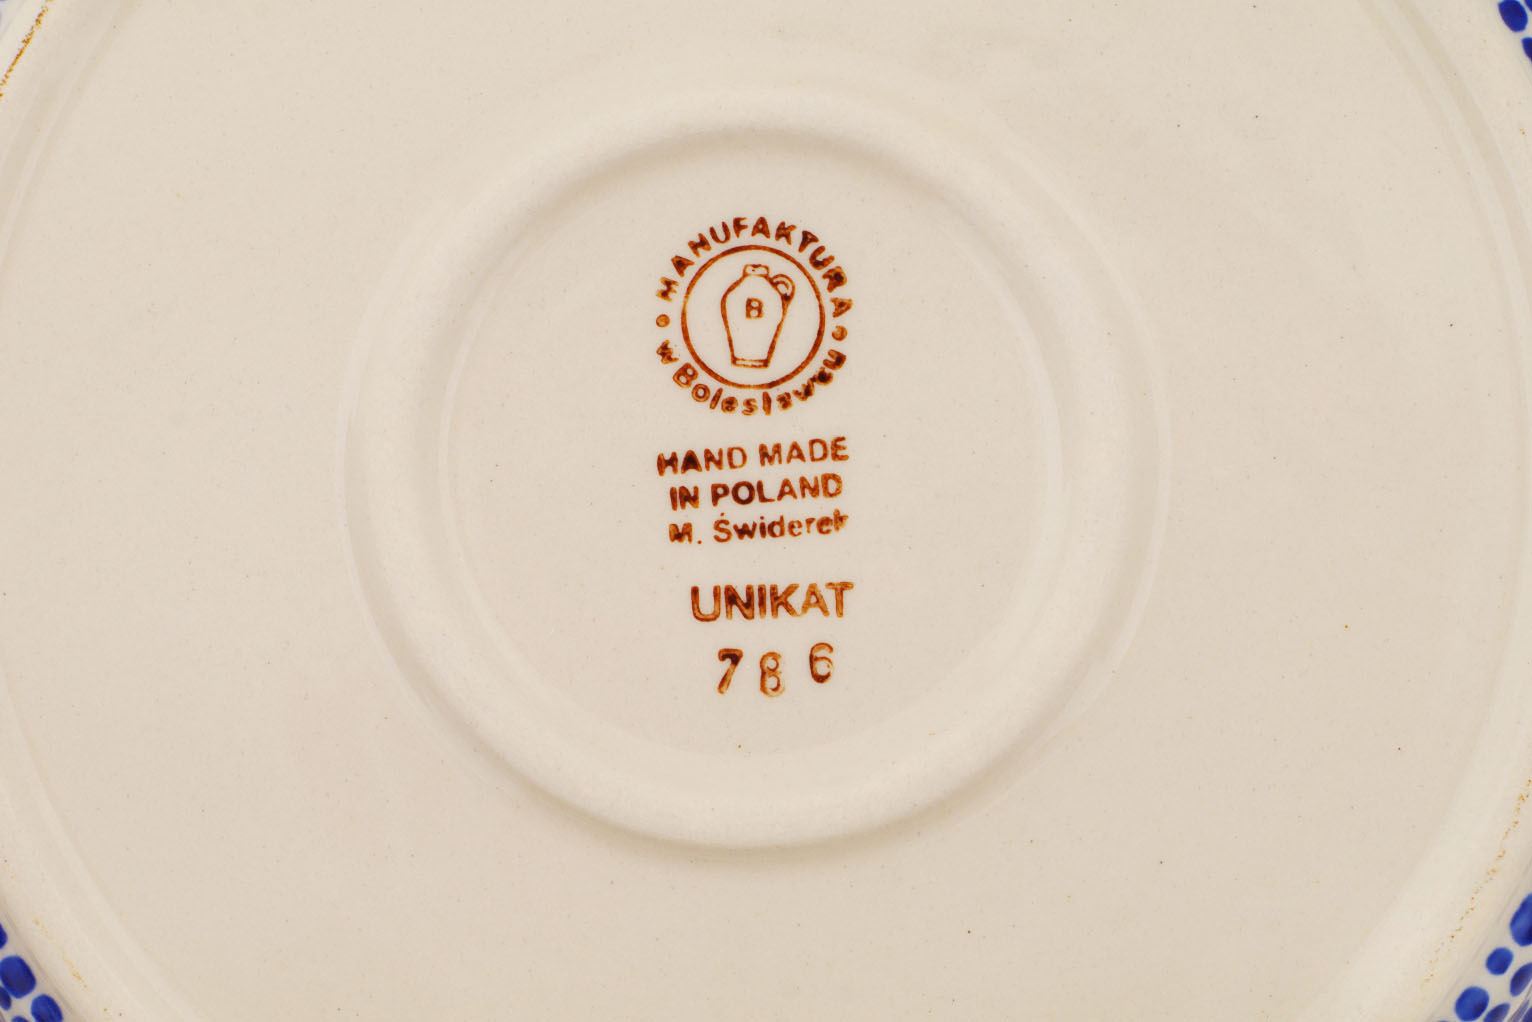 MANUFAKTURA
w Bolesławcu
B
HAND MADE
IN POLAND
M. Świderek
UNIKAT
786